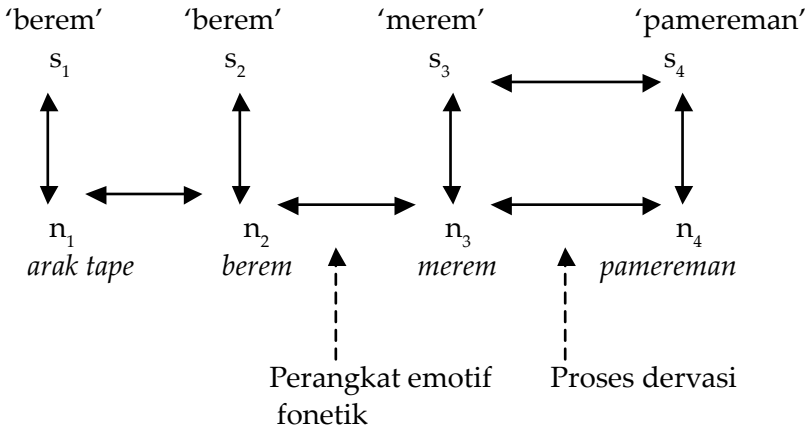 ‘berem’ ‘berem’ ‘merem’ ‘pamereman’
s1 s2 s3 s4
n1 n2 n3 n4
arak tape berem merem pamereman
Perangkat emotif Proses dervasi
fonetik